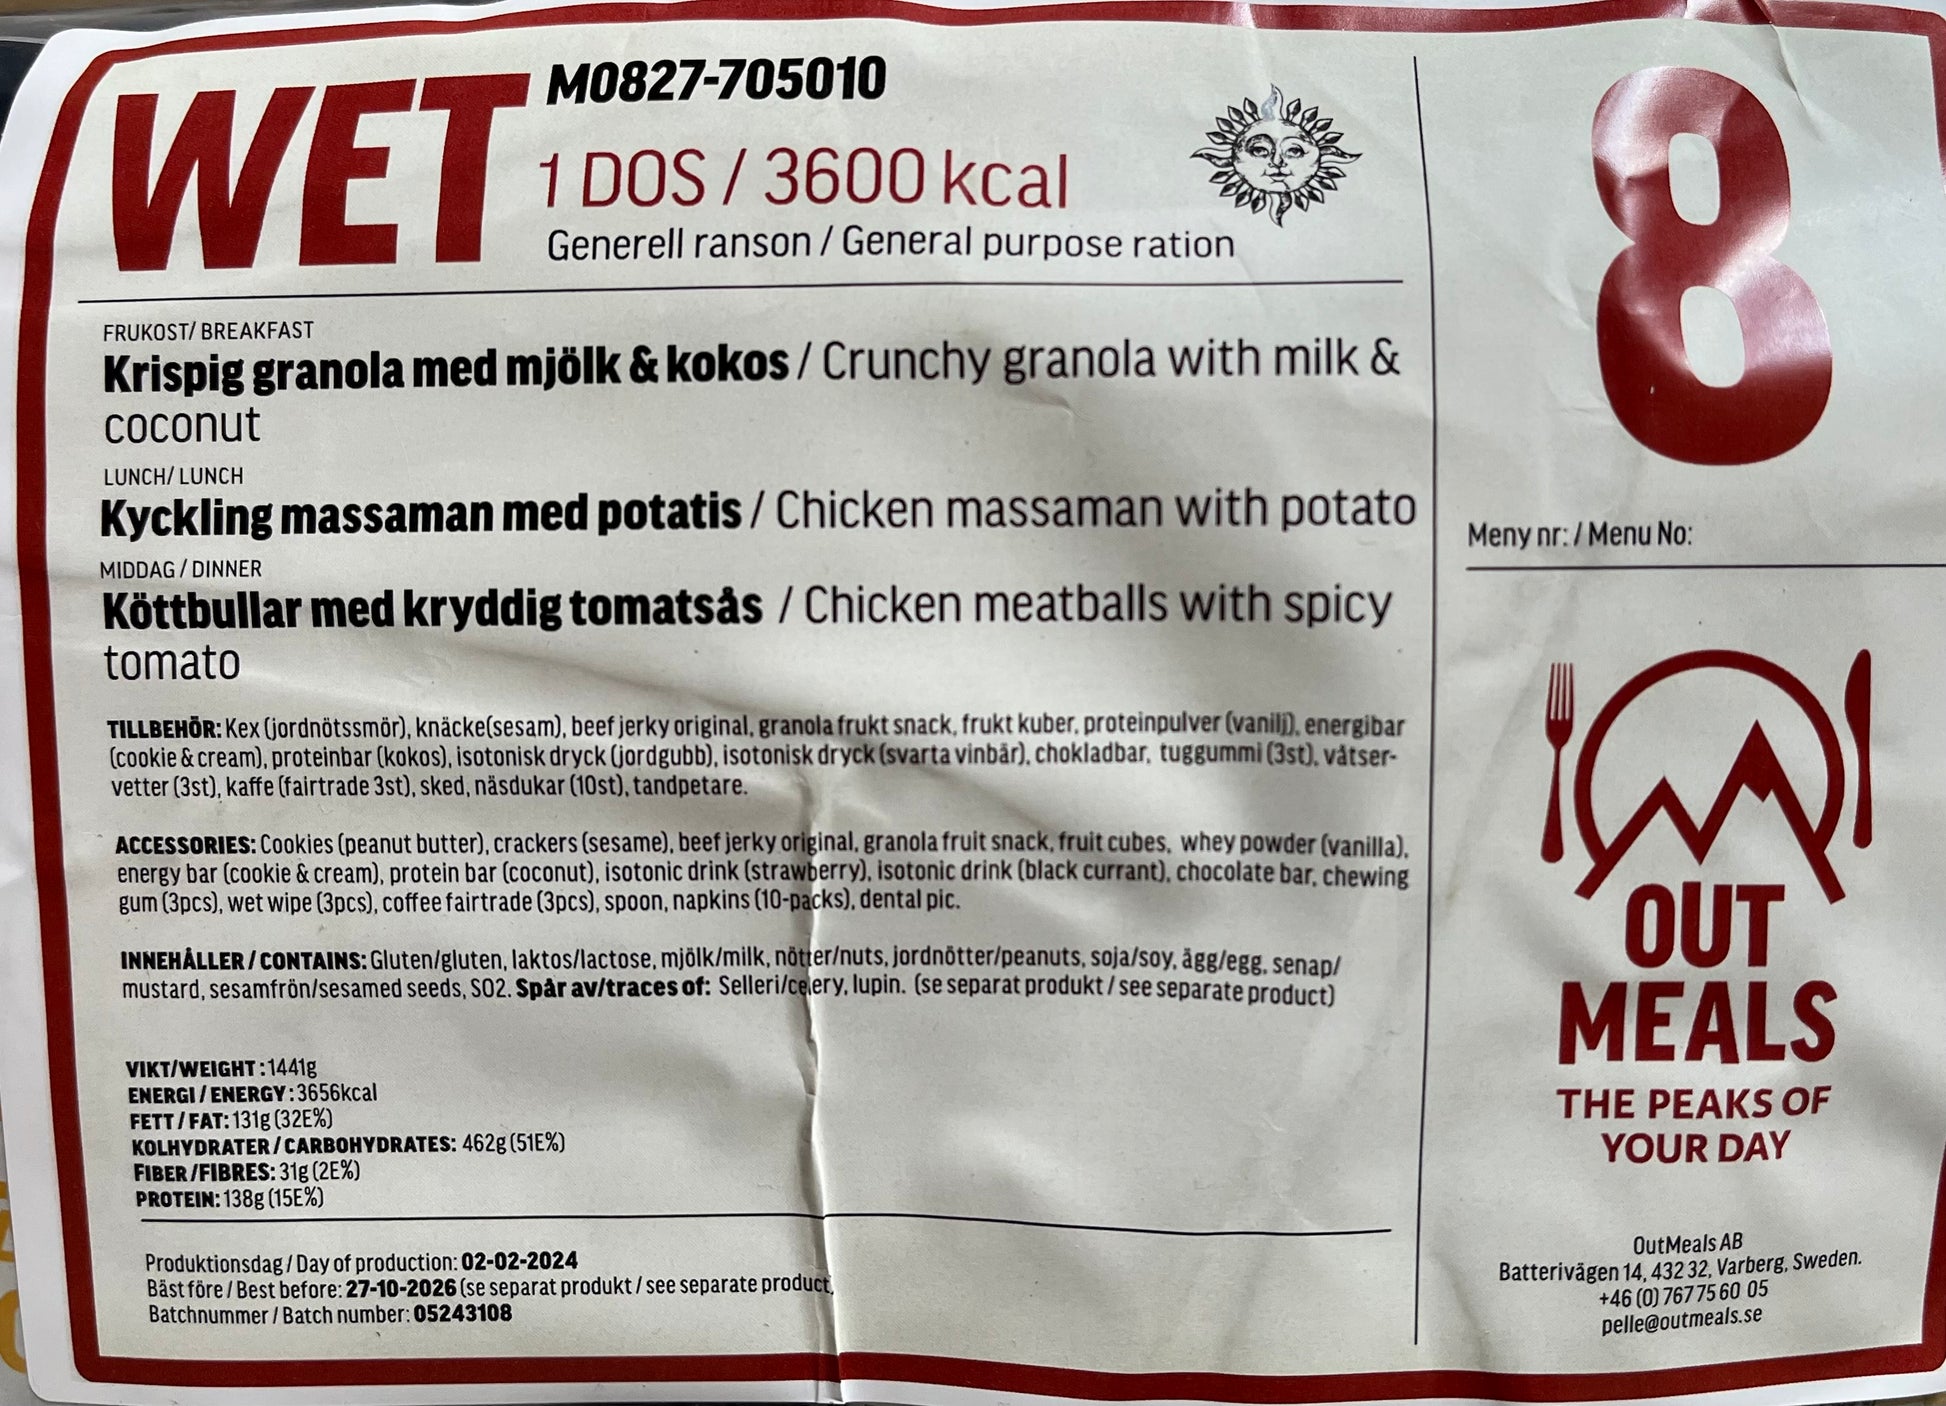 WET
M0827-705010
1 DOS / 3600 kcal
Generell ranson / General purpose ration
FRUKOST/ BREAKFAST
Krispig granola med mjölk & kokos / Crunchy granola with milk &
coconut
LUNCH/ LUNCH
Kyckling massaman med potatis / Chicken massaman with potato
MIDDAG / DINNER
Köttbullar med kryddig tomatsås / Chicken meatballs with spicy
tomato
TILLBEHÖR: Kex (jordnötssmör), knäcke(sesam), beef jerky original, granola frukt snack, frukt kuber, proteinpulver (vanilj), energibar
(cookie & cream), proteinbar (kokos), isotonisk dryck (jordgubb), isotonisk dryck (svarta vinbär), chokladbar, tuggummi (3st), våtser-
vetter (3st), kaffe (fairtrade 3st), sked, näsdukar (10st), tandpetare.
ACCESSORIES: Cookies (peanut butter), crackers (sesame), beef jerky original, granola fruit snack, fruit cubes, whey powder (vanilla),
energy bar (cookie & cream), protein bar (coconut), isotonic drink (strawberry), isotonic drink (black currant), chocolate bar, chewing
gum (3pcs), wet wipe (3pcs), coffee fairtrade (3pcs), spoon, napkins (10-packs), dental pic.
INNEHÅLLER / CONTAINS: Gluten/gluten, laktos/lactose, mjölk/milk, nötter/nuts, jordnötter/peanuts, soja/soy, ägg/egg, senap/
mustard, sesamfrön/sesamed seeds, SO2. Spår av/traces of: Selleri/celery, lupin. (se separat produkt / see separate product)
VIKT/WEIGHT : 1441g
ENERGI / ENERGY : 3656kcal
FETT / FAT: 131g (32E%)
KOLHYDRATER / CARBOHYDRATES: 462g (51E%)
FIBER /FIBRES: 31g (2E%)
PROTEIN: 138g (15E%)
Produktionsdag / Day of production: 02-02-2024
Bäst före / Best before: 27-10-2026 (se separat produkt / see separate product
Batchnummer / Batch number: 05243108
8
Meny nr: / Menu No:
OUT
MEALS
THE PEAKS OF
YOUR DAY
OutMeals AB
Batterivägen 14, 432 32, Varberg, Sweden.
+46 (0) 767 75 60 05
pelle@outmeals.se